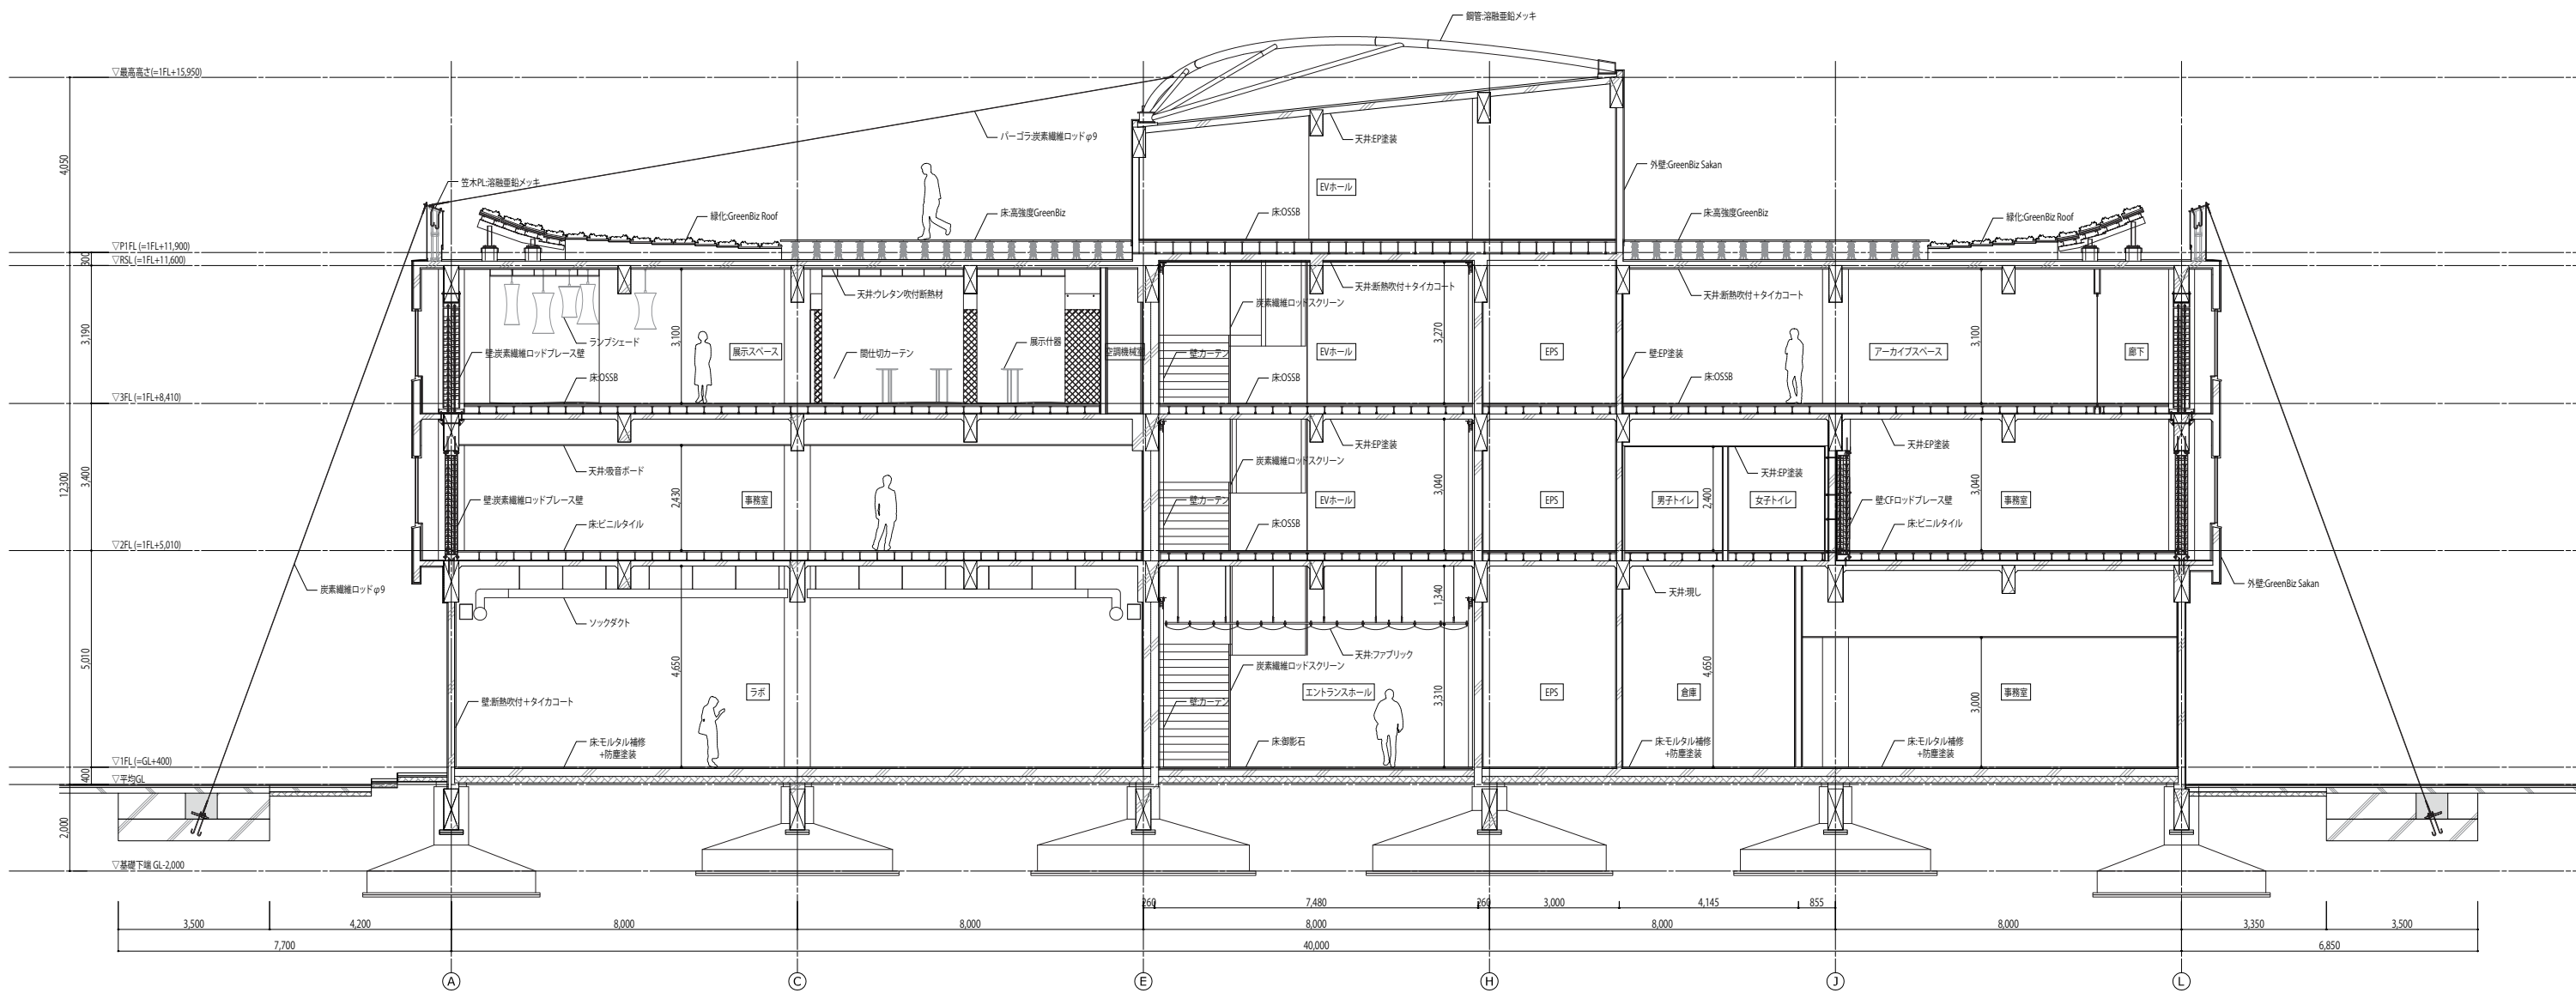 鋼管:溶融亜鉛メッキ
▽最高高さ(=1FL+15,950)
パーゴラ:炭素繊維ロッドφ9
天井:EP塗装
4,050
笠木PL:溶融亜鉛メッキ
外壁:GreenBiz Sakan
EVホール
緑化:GreenBiz Roof
床:高強度GreenBiz
床:OSSB
床:高強度GreenBiz
緑化:GreenBiz Roof
▽P1FL (=1FL+11,900)
300
▽RSL (=1FL+11,600)
天井:ウレタン吹付断熱材
天井:断熱吹付+タイカコート
天井:断熱吹付+タイカコート
炭素繊維ロッドスクリーン
3,190
3,100
3,270
3,100
ランプシェード
壁:炭素繊維ロッドブレース壁
展示スペース
間仕切カーテン
展示什器
空調機械室
壁:カーテン
EVホール
EPS
壁:EP塗装
アーカイブスペース
廊下
床:OSSB
床:OSSB
床:OSSB
▽3FL (=1FL+8,410)
天井:吸音ボード
天井:EP塗装
炭素繊維ロッドスクリーン
天井:EP塗装
天井:EP塗装
12,300
3,400
2,430
3,040
2,400
3,040
壁:炭素繊維ロッドブレース壁
事務室
壁:カーテン
EVホール
EPS
男子トイレ
女子トイレ
壁:CFロッドブレース壁
事務室
床:ビニルタイル
床:OSSB
床:ビニルタイル
▽2FL (=1FL+5,010)
炭素繊維ロッドφ9
ソックダクト
1,340
天井:現し
外壁:GreenBiz Sakan
天井:ファブリック
炭素繊維ロッドスクリーン
5,010
4,650
3,310
4,650
3,000
壁:断熱吹付+タイカコート
ラボ
壁:カーテン
エントランスホール
EPS
倉庫
事務室
床:モルタル補修
+防塵塗装
床:御影石
床:モルタル補修
+防塵塗装
床:モルタル補修
+防塵塗装
▽1FL (=GL+400)
400
▽平均GL
2,000
▽基礎下端 GL-2,000
260
7,480
260
3,000
4,145
855
3,500
4,200
8,000
8,000
8,000
8,000
8,000
3,350
3,500
7,700
40,000
6,850
A
C
E
H
J
L